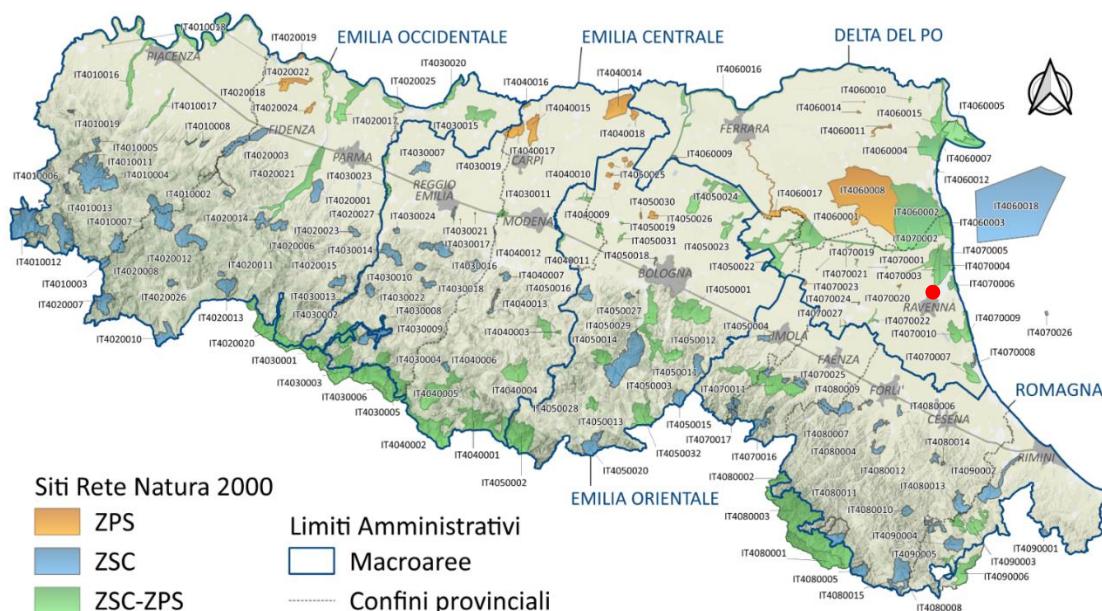 IT4010018
IT4020019
EMILIA OCCIDENTALE
IT4030020
EMILIA CENTRALE
DELTA DEL PO
PIACENZA
IT4010016
IT4020022
IT4020018
IT4020025
IT4040016
IT4040014
IT4060016
IT4060010
IT4060014
IT4060015
IT4060005
IT4010017
IT4020024
IT4020017
IT4030015
IT4040015
IT4040018
FERRARA
IT4060011
IT4010019
IT4010008
FIDENZA
IT4040017
IT4060004
IT4060007
IT4010005
IT4010011
IT4020003
PARMA
IT4030007
IT4030019
CARPI
IT4040010
IT4060009
IT4060012
IT4010006
IT4010004
IT4020021
IT4030023
REGGIO
EMILIA
IT4030011
IT4050025
IT4050024
IT4060017
IT4060008
IT4060018
IT4010013
IT4010002
IT4020001
IT4050030
IT4010007
IT4020014
IT4020027
IT4030024
MODENA
IT4040009
IT4050026
IT4060001
IT4060002
IT4060003
IT4010012
IT4020023
IT4030021
IT4050019
IT4050031
IT4050023
IT4070002
IT4010003
IT4020012
IT4020006
IT4030014
IT4030017
IT4040012
IT4040011
IT4050018
BOLOGNA
IT4050022
IT4070019
IT4070001
IT4070005
IT4020008
IT4020011
IT4020015
IT4030010
IT4030016
IT4040007
IT4070021
IT4070003
IT4070004
IT4020007
IT4020026
IT4030013
IT4030022
IT4030018
IT4050016
IT4050001
IT4070023
IT4070006
IT4020013
IT4030002
IT4030008
IT4040013
IT4050027
IT4070024
IT4070020
RAVENNA
IT4020010
IT4020020
IT4030009
IT4040003
IT4050029
IT4050004
IT4070027
IT4070022
IT4070009
IT4070026
IT4030001
IT4050014
IT4050012
IMOLA
IT4070010
IT4030004
IT4040006
FAENZA
IT4070007
IT4070008
IT4030003
IT4050011
IT4070025
IT4030006
IT4040005
IT4040004
IT4050003
IT4070011
IT4080009
FORLI'
ROMAGNA
IT4030005
IT4050028
IT4080006
IT4050013
IT4050015
CESENA
IT4040002
IT4040001
IT4070017
IT4080007
IT4080014
RIMINI
IT4050032
IT4070016
IT4080004
IT4050020
IT4080012
IT4090002
IT4050002
IT4080002
IT4080013
Siti Rete Natura 2000
EMILIA ORIENTALE
IT4080011
ZPS
Limiti Amministrativi
IT4080003
IT4080010
IT4090004
ZSC
Macroaree
IT4080001
IT4090005
IT4090003
IT4090001
IT4080005
IT4090006
ZSC-ZPS
Confini provinciali
IT4080015
IT4080008